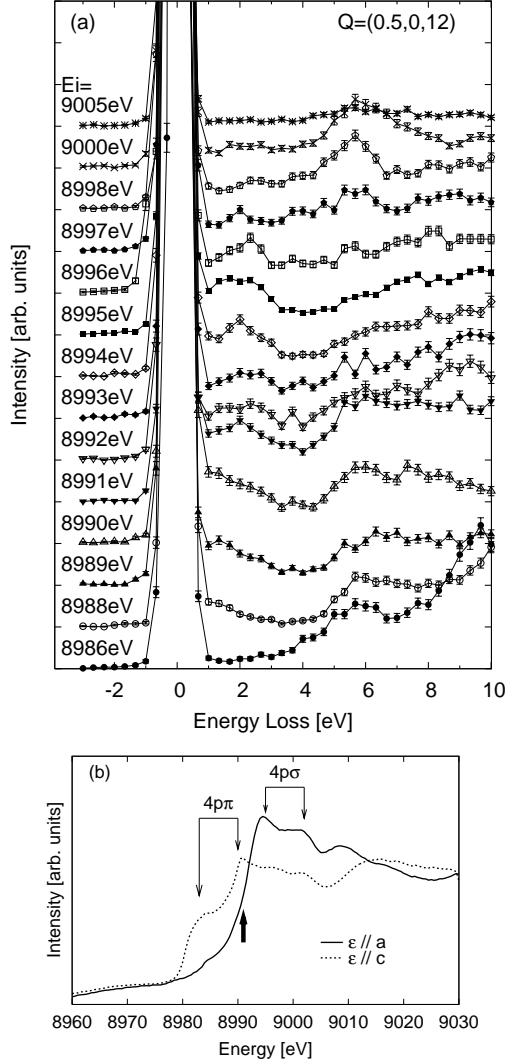 (a)
Q=(0.5,0,12)
Ei=
9005eV
9000eV
8998eV
8997eV
8996eV
8995eV
8994eV
8993eV
8992eV
8991eV
8990eV
8989eV
8988eV
8986eV
Intensity [arb. units]
-2 0 2 4 6 8 10
Energy Loss [eV]
(b)
4pσ
4pπ
Intensity [arb. units]
ε // a
ε // c
8960 8970 8980 8990 9000 9010 9020 9030
Energy [eV]